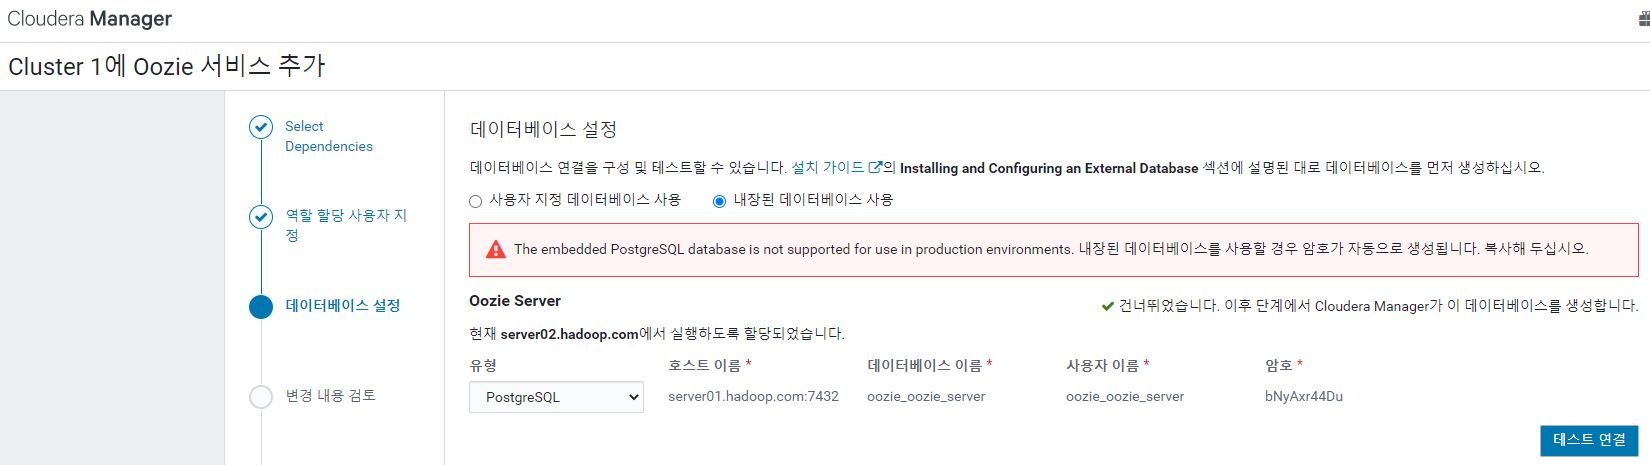 Cloudera Manager
Cluster 1에 Oozie 서비스 추가
Select
Dependencies
역할 할당 사용자 지
정
데이터베이스 설정
변경 내용 검토
데이터베이스 설정
데이터베이스 연결을 구성 및 테스트할 수 있습니다. 설치 가이드의 Installing and Configuring an External Database 섹션에 설명된 대로 데이터베이스를 먼저 생성하십시오.
사용자 지정 데이터베이스 사용 내장된 데이터베이스 사용
The embedded PostgreSQL database is not supported for use in production environments. 내장된 데이터베이스를 사용할 경우 암호가 자동으로 생성됩니다. 복사해 두십시오.
Oozie Server
건너뛰었습니다. 이후 단계에서 Cloudera Manager가 이 데이터베이스를 생성합니다.
현재 server02.hadoop.com에서 실행하도록 할당되었습니다.
유형 호스트 이름 * 데이터베이스 이름 * 사용자 이름 * 암호 *
PostgreSQL server01.hadoop.com:7432 oozie_oozie_server oozie_oozie_server bNyAxr44Du
테스트 연결